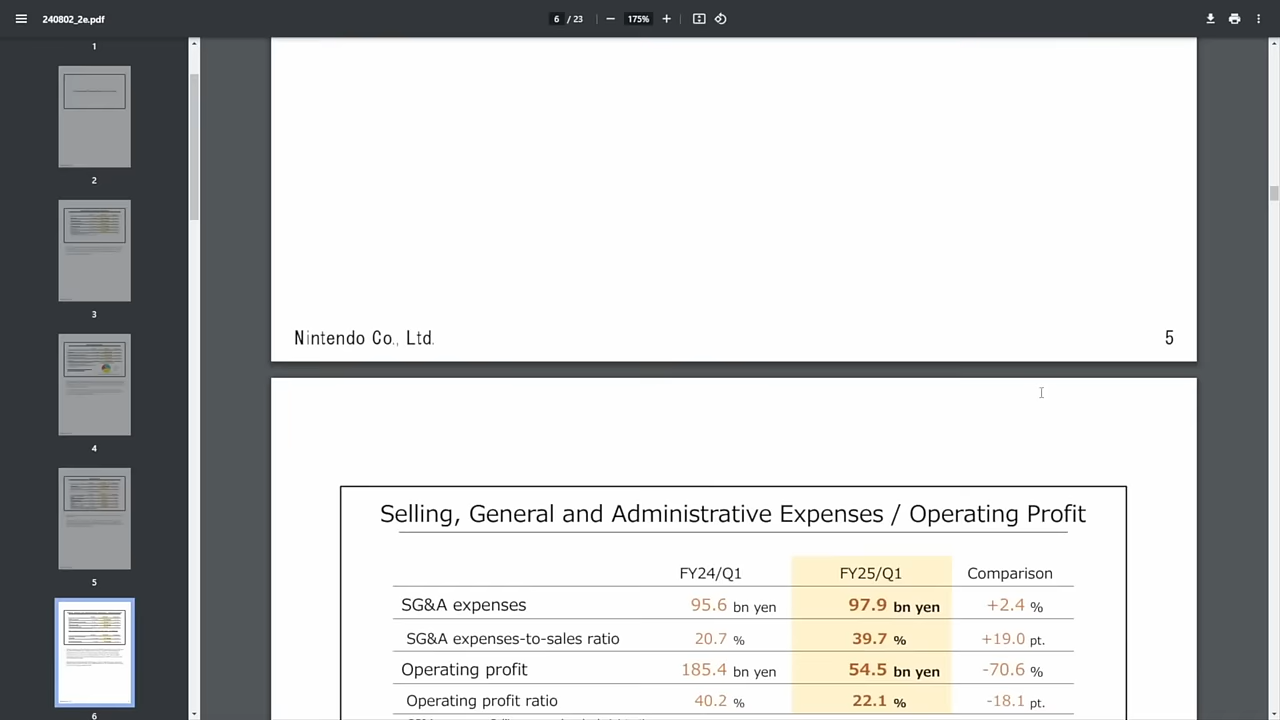 240802_2e.pdf
6 / 23
175%
1
2
3
4
5
6
Nintendo Co., Ltd.
5
Selling, General and Administrative Expenses / Operating Profit
FY24/Q1 FY25/Q1 Comparison
SG&A expenses 95.6 bn yen 97.9 bn yen +2.4 %
SG&A expenses-to-sales ratio 20.7 % 39.7 % +19.0 pt.
Operating profit 185.4 bn yen 54.5 bn yen -70.6 %
Operating profit ratio 40.2 % 22.1 % -18.1 pt.